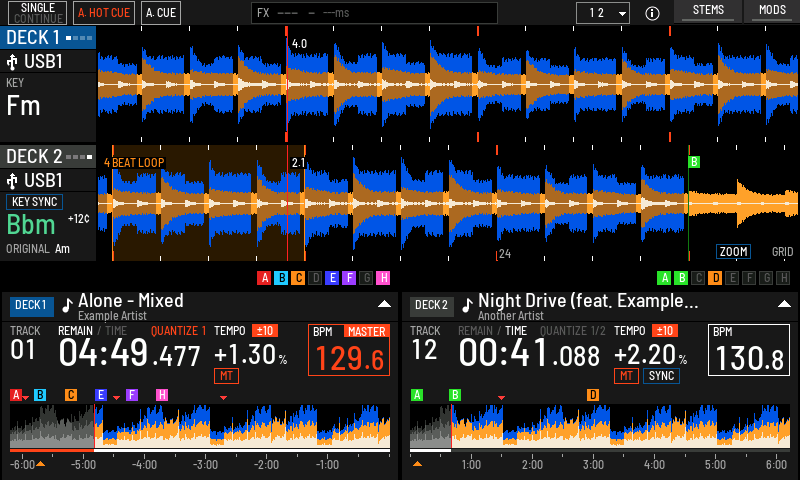 SINGLE
CONTINUE
A. HOT CUE
A. CUE
FX --- - ---ms
1 2
STEMS
MODS
DECK 1
USB1
KEY
Fm
4.0
DECK 2
USB1
KEY SYNC
Bbm +12¢
ORIGINAL Am
4 BEAT LOOP
2.1
B
24
ZOOM
GRID
A B C D E F G H
A B C D E F G H
DECK1
Alone - Mixed
Example Artist
TRACK
01
REMAIN / TIME
QUANTIZE 1
04:49.477
TEMPO ±10
+1.30%
MT
BPM MASTER
129.6
A B C E F H
-6:00 -5:00 -4:00 -3:00 -2:00 -1:00
DECK2
Night Drive (feat. Example...
Another Artist
TRACK
12
REMAIN / TIME
QUANTIZE 1/2
00:41.088
TEMPO ±10
+2.20%
MT SYNC
BPM
130.8
A B D
1:00 2:00 3:00 4:00 5:00 6:00